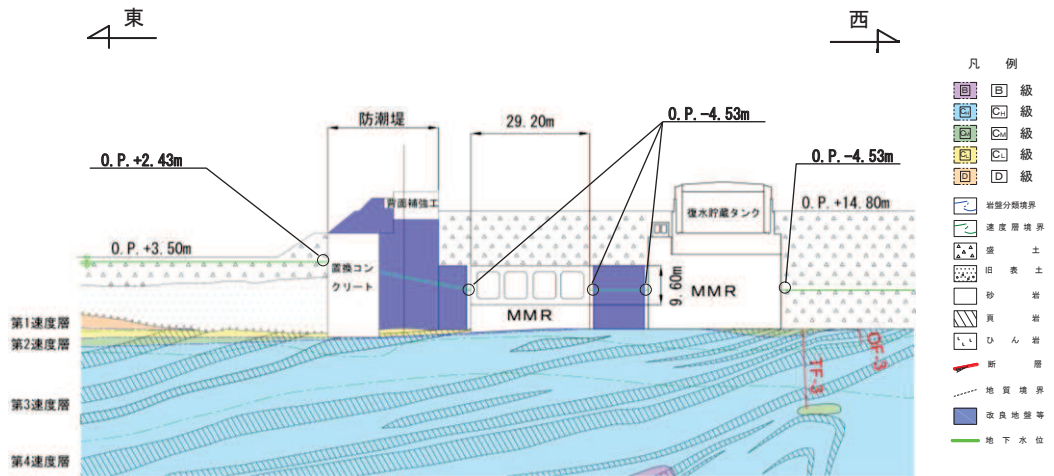 東
西
防潮堤
29.20m
O.P.-4.53m
O.P.+2.43m
O.P.-4.53m
背面補強工
復水貯蔵タンク
O.P.+14.80m
O.P.+3.50m
置換コン
クリート
9.60m
MMR
MMR
第1速度層
第2速度層
第3速度層
第4速度層
TF-3
OF-3
凡 例
B B 級
CH CH 級
CM CM 級
CL CL 級
D D 級
岩盤分類境界
速度層境界
盛 土
旧 表 土
砂 岩
頁 岩
ひ ん 岩
断 層
地 質 境 界
改 良 地 盤 等
地 下 水 位